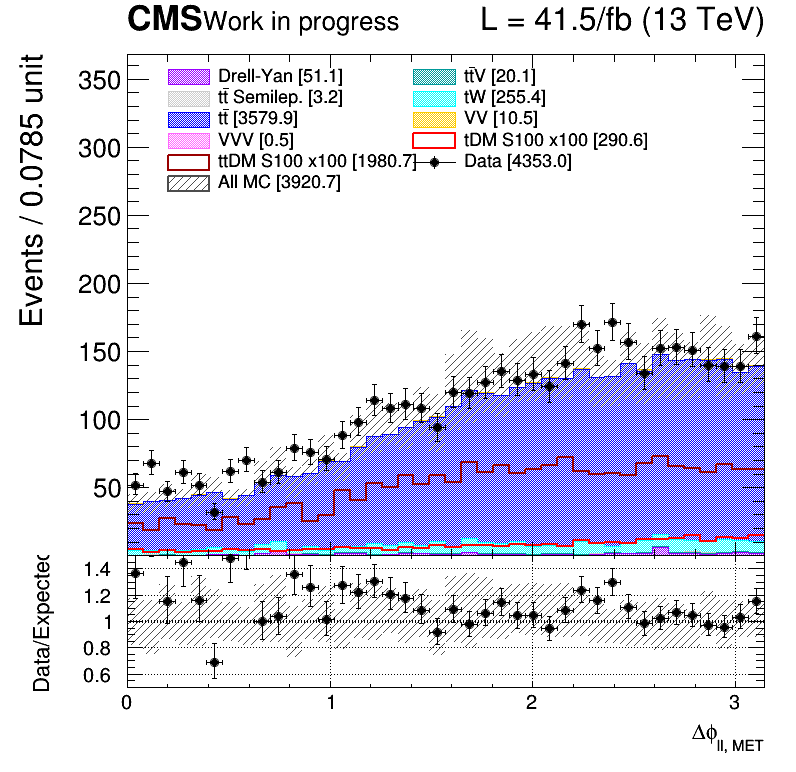 CMS Work in progress L = 41.5/fb (13 TeV)
Events / 0.0785 unit
350
300
250
200
150
100
50
Drell-Yan [51.1]
tt̄V [20.1]
tt̄ Semilep. [3.2]
tW [255.4]
tt̄ [3579.9]
VV [10.5]
VVV [0.5]
tDM S100 x100 [290.6]
ttDM S100 x100 [1980.7]
Data [4353.0]
All MC [3920.7]
Data/Expected
1.4
1.2
1
0.8
0.6
0 1 2 3
Δϕll, MET